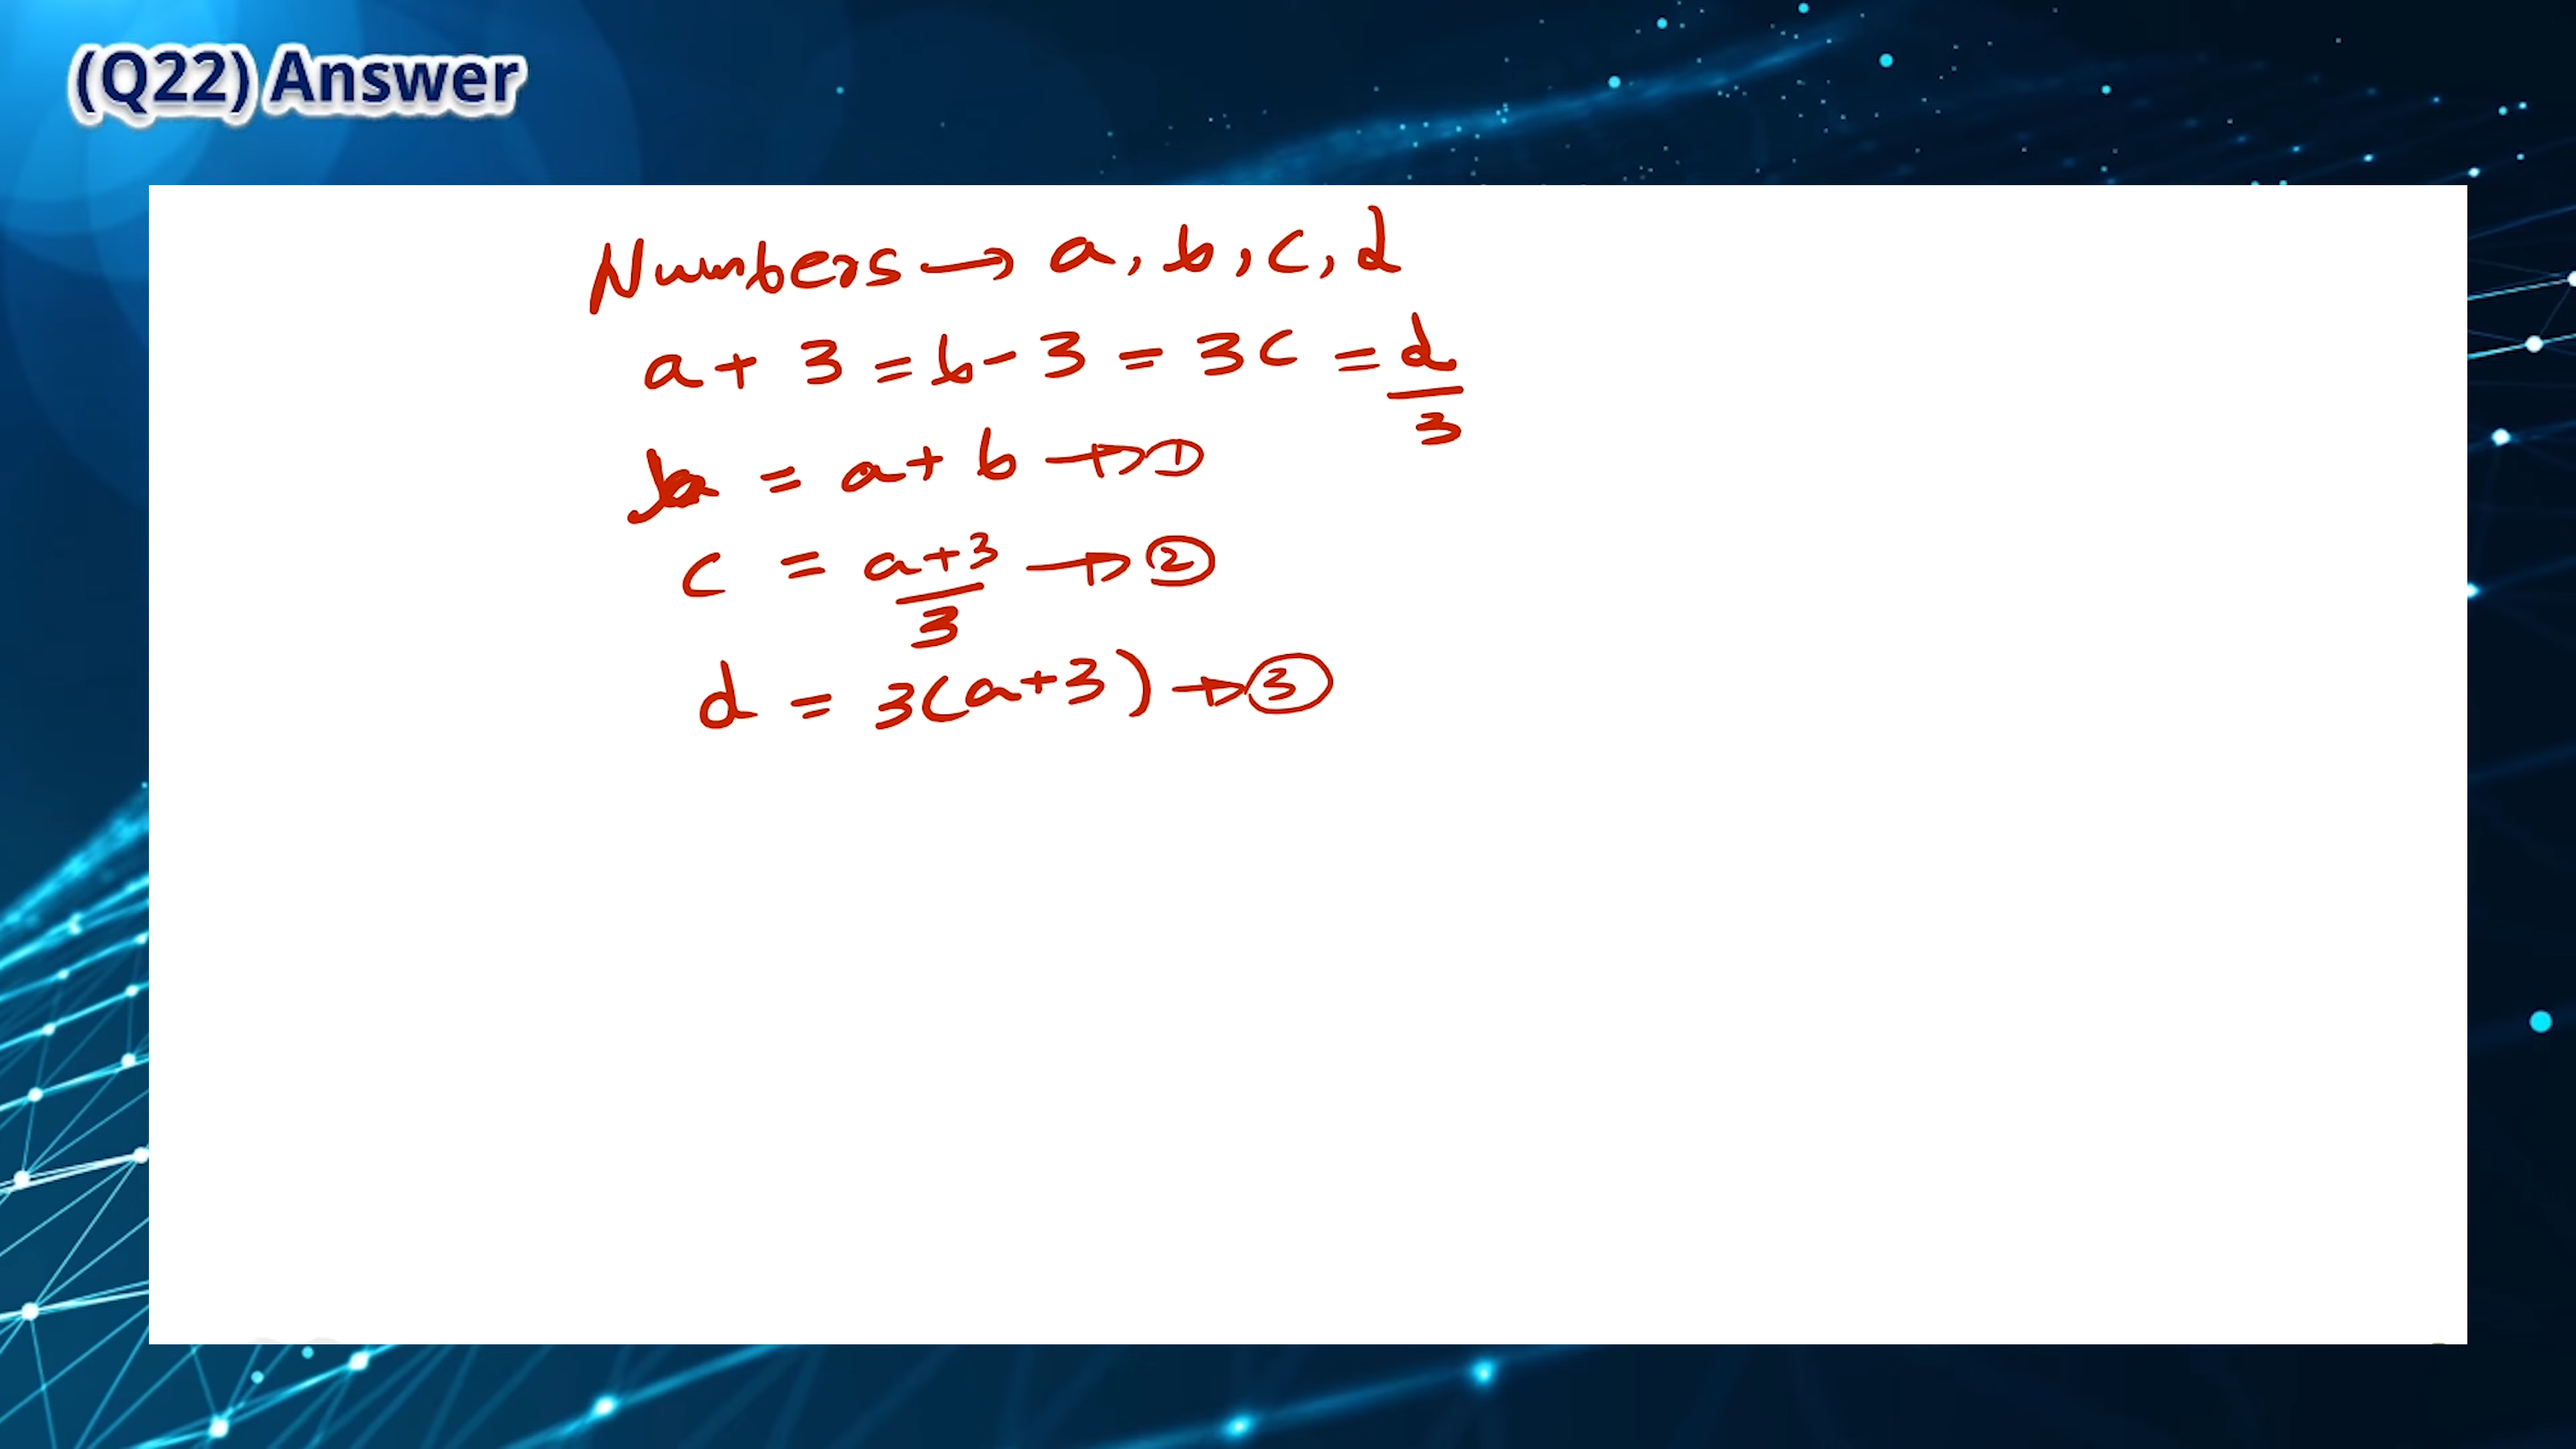 (Q22) Answer
Numbers → a, b, c, d
a + 3 = b - 3 = 3c = d/3
= a + b → ①
c = a+3/3 → ②
d = 3(a+3) → ③